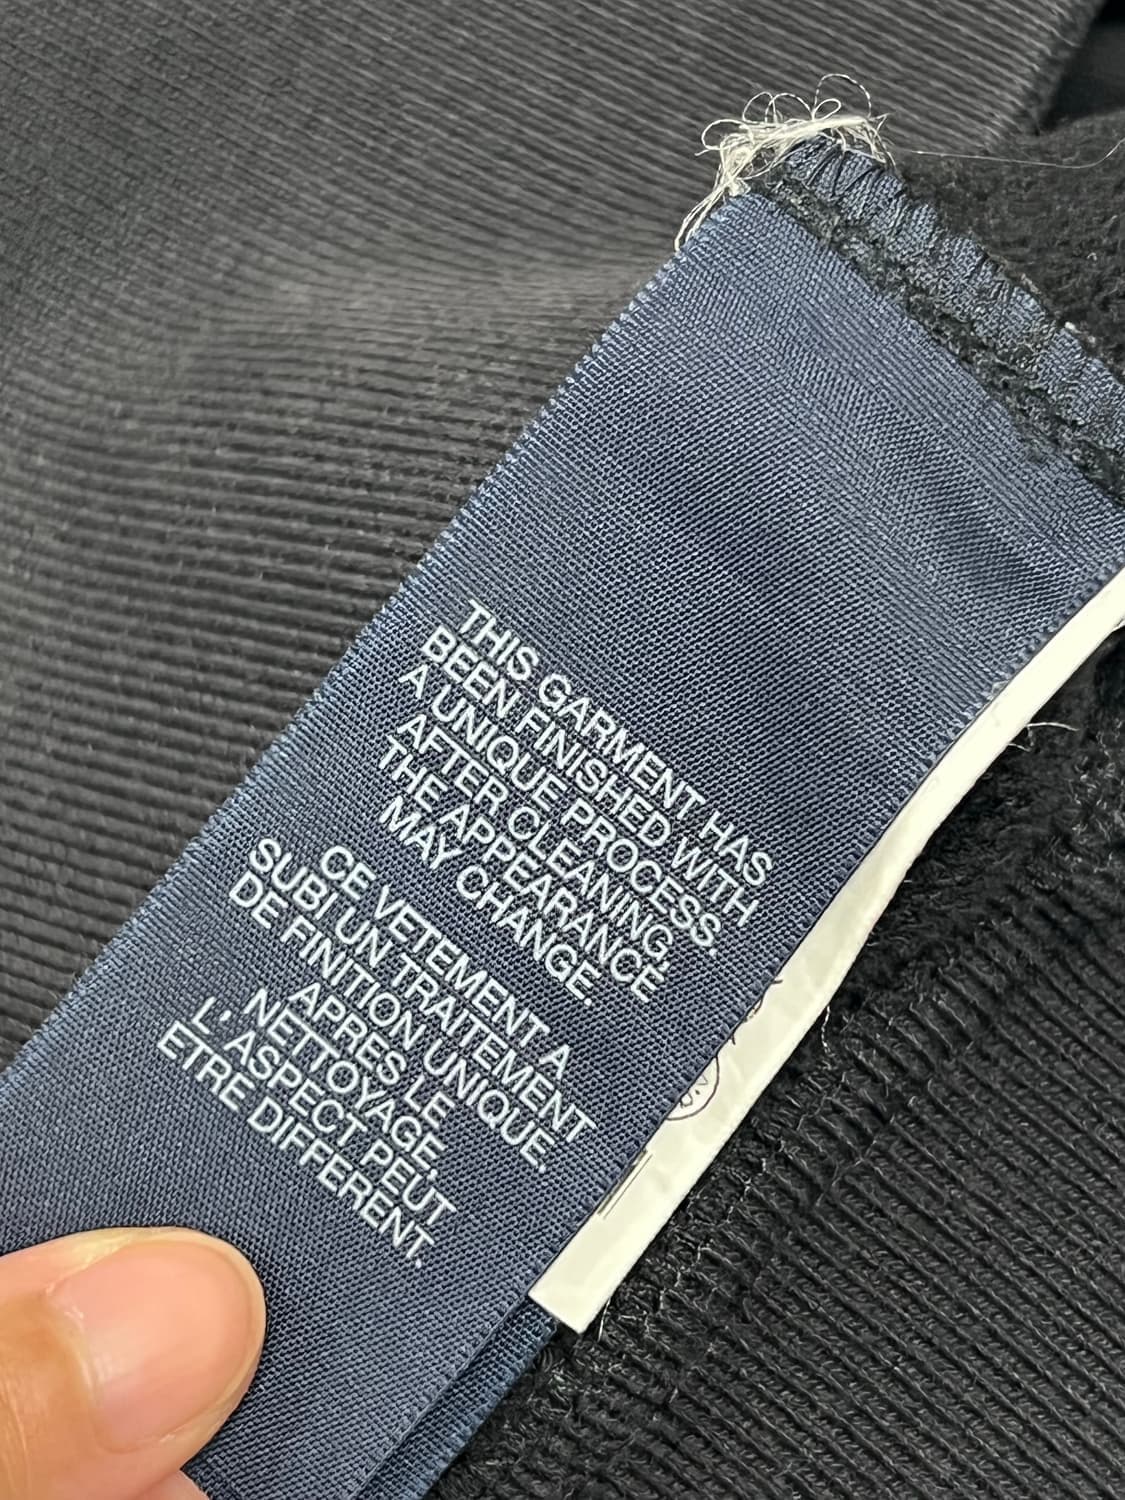 THIS GARMENT HAS
BEEN FINISHED WITH
A UNIQUE PROCESS.
AFTER CLEANING,
THE APPEARANCE
MAY CHANGE.
CE VETEMENT A
SUBI UN TRAITEMENT
DE FINITION UNIQUE.
APRES LE
NETTOYAGE,
L' ASPECT PEUT
ETRE DIFFERENT.